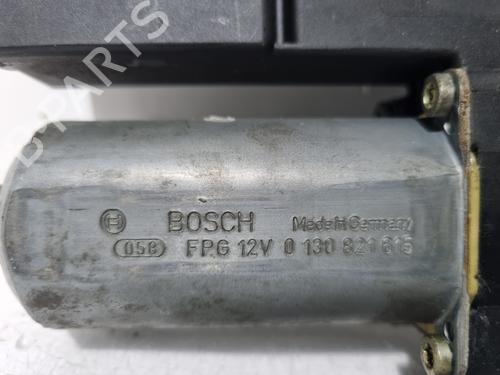 BOSCH Made In Germany
058 FPG 12V 0 130 821 615